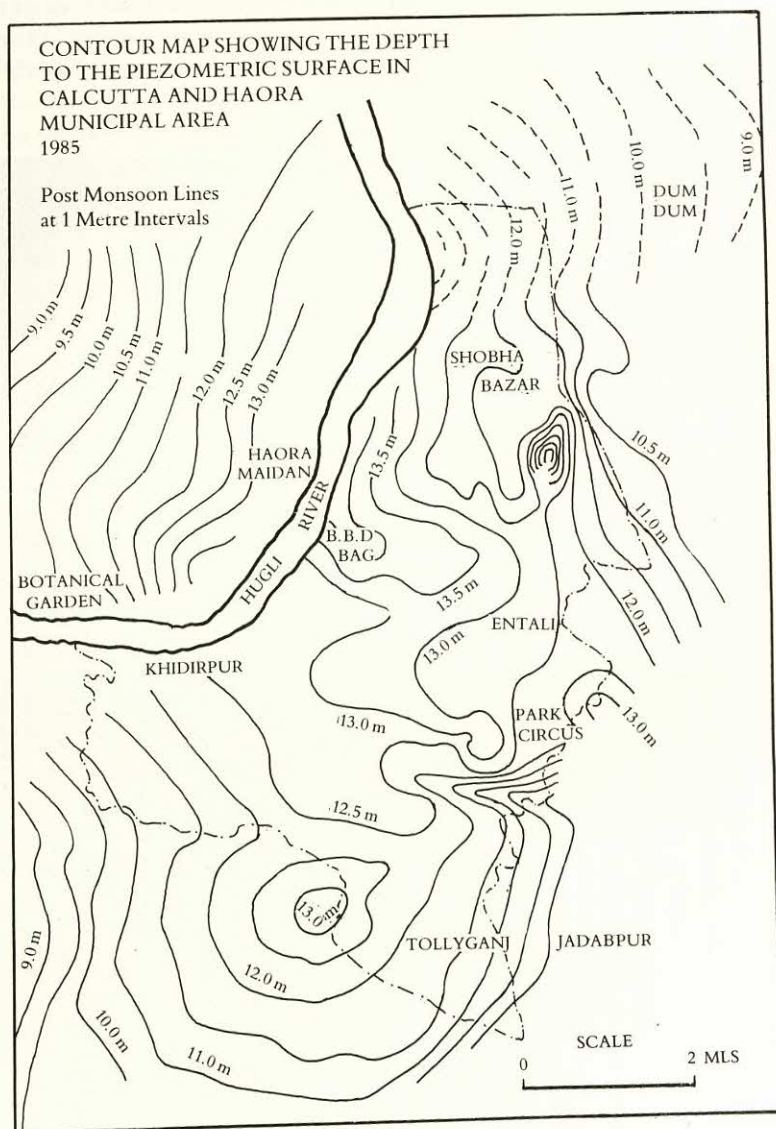 CONTOUR MAP SHOWING THE DEPTH
TO THE PIEZOMETRIC SURFACE IN
CALCUTTA AND HAORA
MUNICIPAL AREA
1985
Post Monsoon Lines
at 1 Metre Intervals
9.0 m
10.0 m
11.0 m
12.0 m
DUM
DUM
9.0 m
9.5 m
10.0 m
10.5 m
11.0 m
12.0 m
12.5 m
13.0 m
SHOBHA
BAZAR
HAORA
MAIDAN
13.5 m
10.5 m
11.0 m
12.0 m
HUGLI RIVER
B.B.D
BAG
13.5 m
BOTANICAL
GARDEN
ENTALI
13.0 m
KHIDIRPUR
13.0 m
PARK
CIRCUS
13.0 m
12.5 m
13.0 m
TOLLYGANJ
JADABPUR
9.0 m
12.0 m
10.0 m
11.0 m
SCALE
0 2 MLS